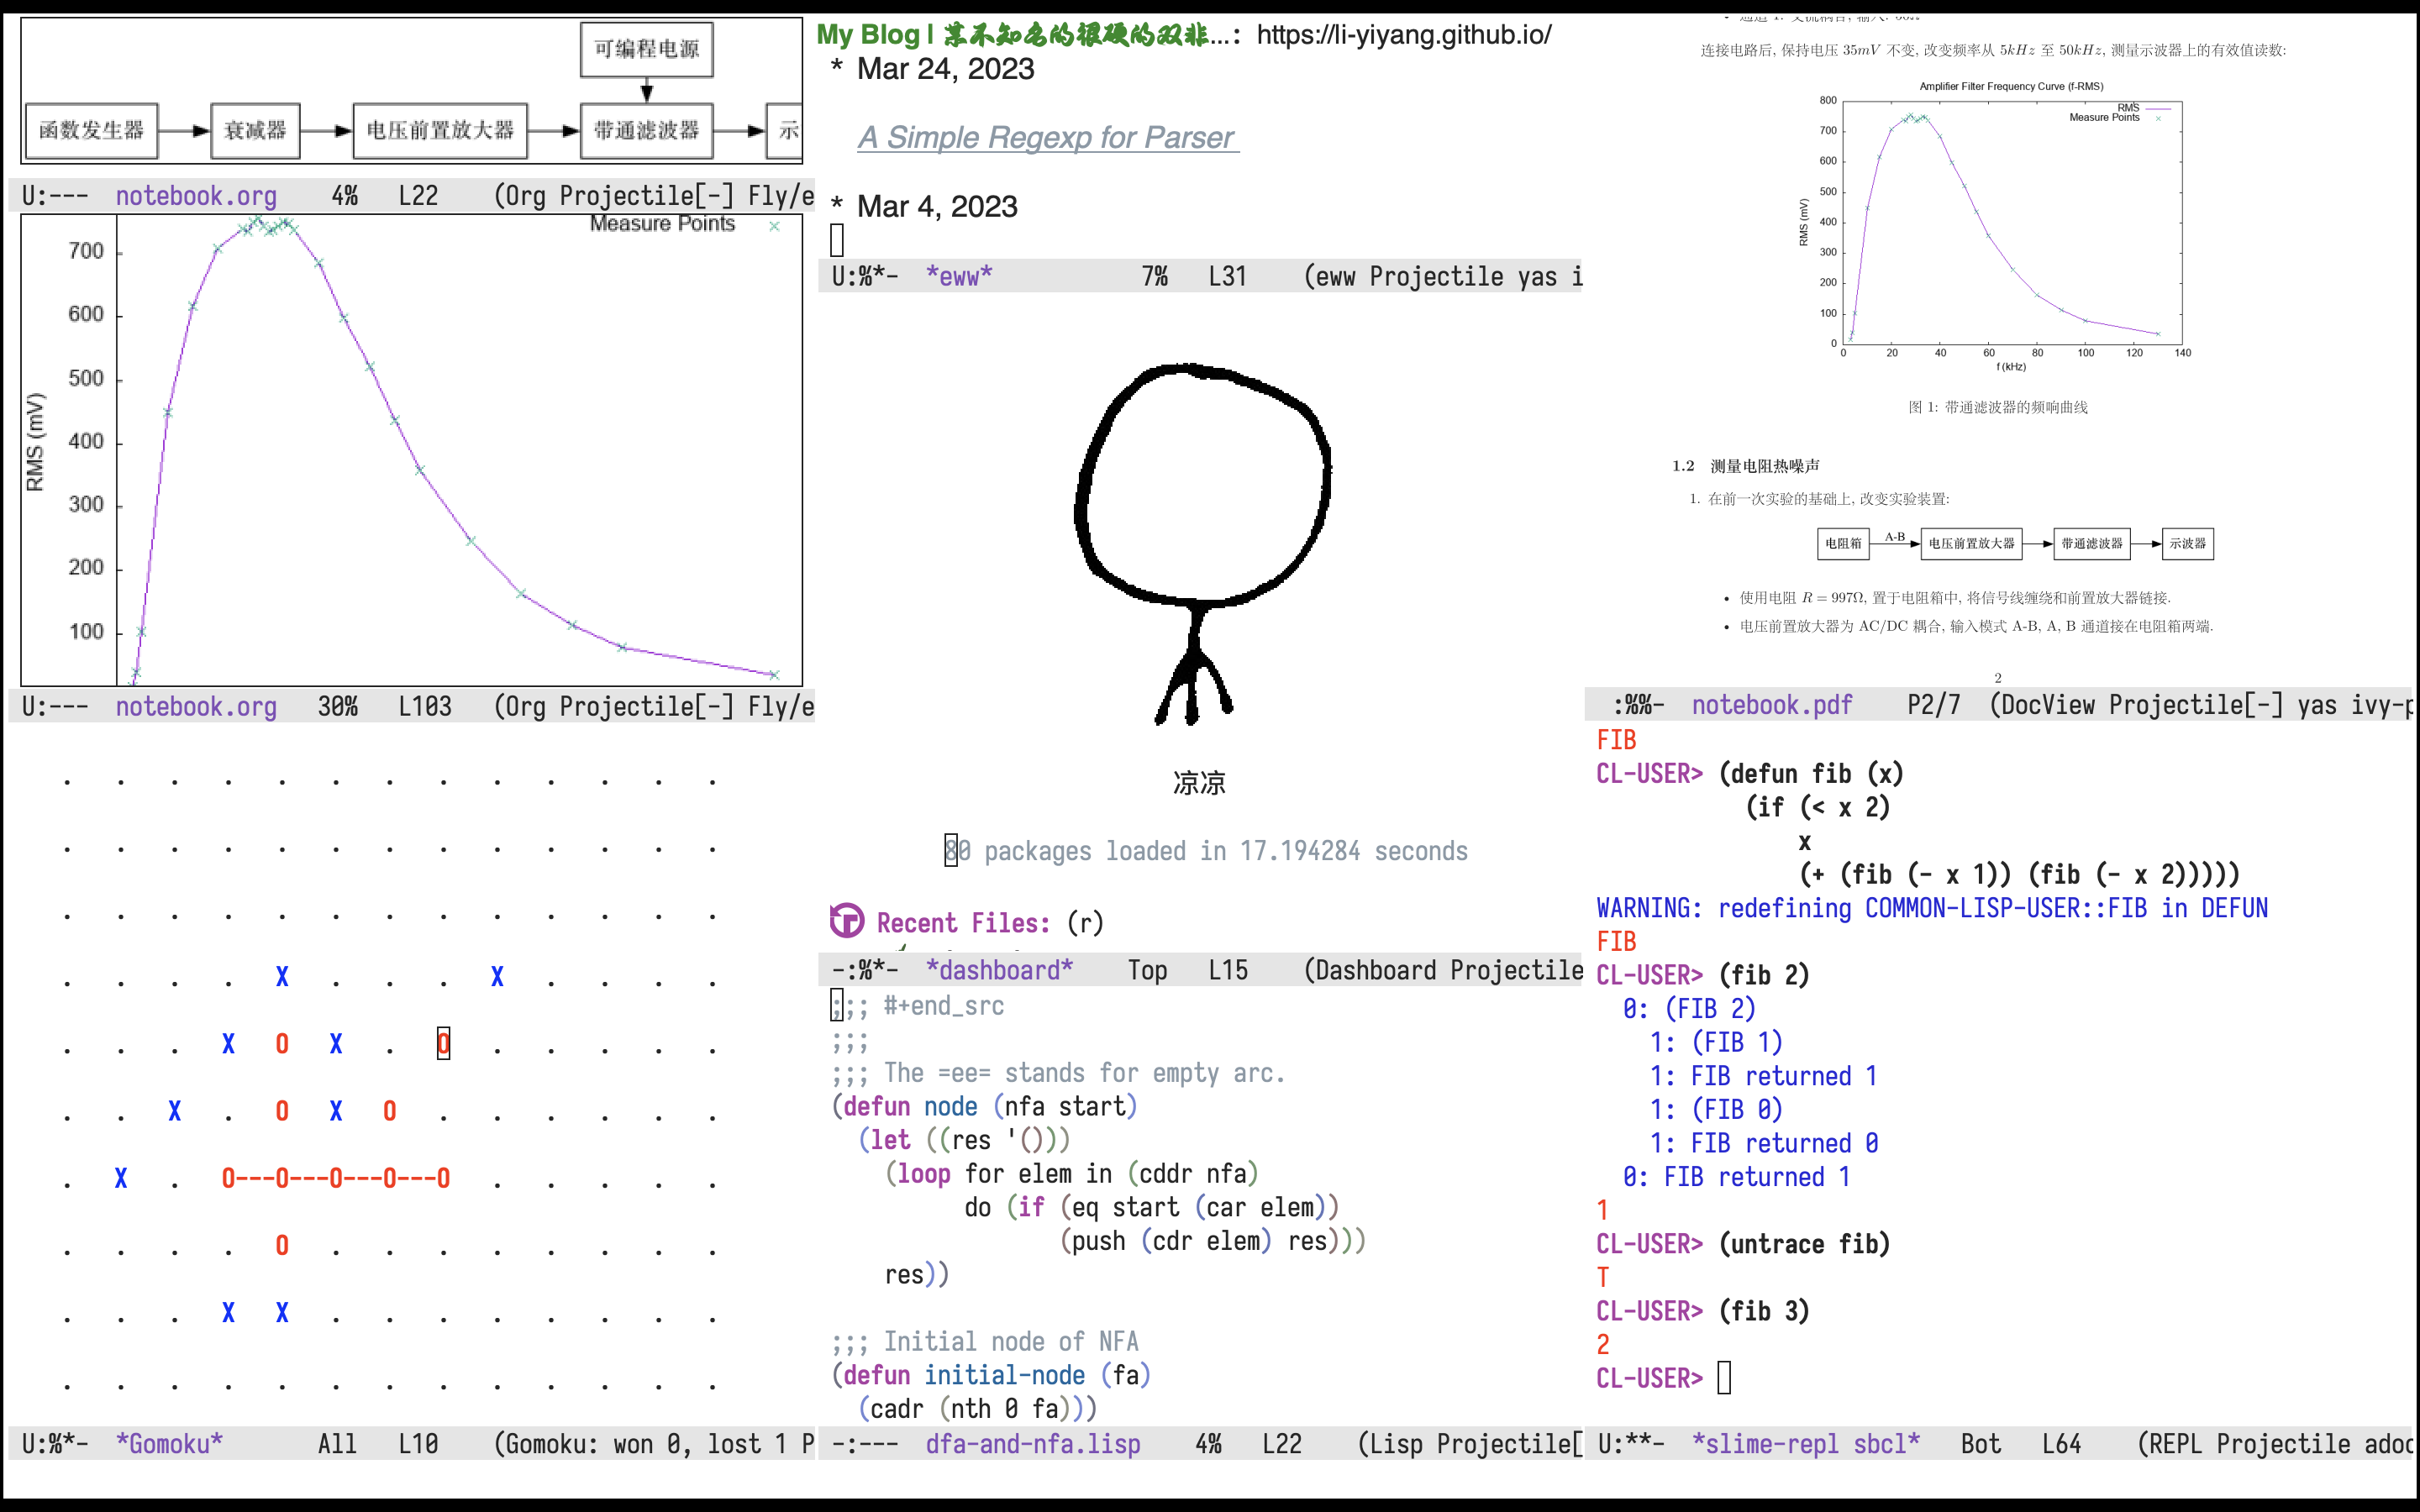 可编程电源
函数发生器 衰减器 电压前置放大器 带通滤波器 示
U:--- notebook.org 4% L22 (Org Projectile[-] Fly/e
Measure Points
700
600
500
400
300
200
100
RMS (mV)
U:--- notebook.org 30% L103 (Org Projectile[-] Fly/e
. . . . . . . . . . . . .
. . . . . . . . . . . . .
. . . . . . . . . . . . .
. . . . X . . . X . . . .
. . . X O X . O . . . . .
. . X . O X O . . . . . .
. X . O---O---O---O---O . . . . .
. . . . O . . . . . . . .
. . . X X . . . . . . . .
. . . . . . . . . . . . .
U:%*- *Gomoku* All L10 (Gomoku: won 0, lost 1 P
My Blog | 某不知名的很硬的双非...: https://li-yiyang.github.io/
* Mar 24, 2023
A Simple Regexp for Parser
* Mar 4, 2023
U:%*- *eww* 7% L31 (eww Projectile yas i
凉凉
80 packages loaded in 17.194284 seconds
Recent Files: (r)
-:%*- *dashboard* Top L15 (Dashboard Projectile
;;; #+end_src
;;;
;;; The =ee= stands for empty arc.
(defun node (nfa start)
(let ((res '()))
(loop for elem in (cddr nfa)
do (if (eq start (car elem))
(push (cdr elem) res)))
res))
;;; Initial node of NFA
(defun initial-node (fa)
(cadr (nth 0 fa)))
-:--- dfa-and-nfa.lisp 4% L22 (Lisp Projectile[
连接电路后, 保持电压 35mV 不变, 改变频率从 5kHz 至 50kHz, 测量示波器上的有效值读数:
Amplifier Filter Frequency Curve (f-RMS)
RMS
Measure Points
800
700
600
500
400
300
200
100
0
RMS (mV)
0 20 40 60 80 100 120 140
f (kHz)
图 1: 带通滤波器的频响曲线
1.2 测量电阻热噪声
1. 在前一次实验的基础上, 改变实验装置:
电阻箱 A-B 电压前置放大器 带通滤波器 示波器
• 使用电阻 R = 997Ω, 置于电阻箱中, 将信号线缠绕和前置放大器链接.
• 电压前置放大器为 AC/DC 耦合, 输入模式 A-B, A, B 通道接在电阻箱两端.
2
:%%- notebook.pdf P2/7 (DocView Projectile[-] yas ivy-p
FIB
CL-USER> (defun fib (x)
(if (< x 2)
x
(+ (fib (- x 1)) (fib (- x 2)))))
WARNING: redefining COMMON-LISP-USER::FIB in DEFUN
FIB
CL-USER> (fib 2)
0: (FIB 2)
1: (FIB 1)
1: FIB returned 1
1: (FIB 0)
1: FIB returned 0
0: FIB returned 1
1
CL-USER> (untrace fib)
T
CL-USER> (fib 3)
2
CL-USER>
U:**- *slime-repl sbcl* Bot L64 (REPL Projectile adoc